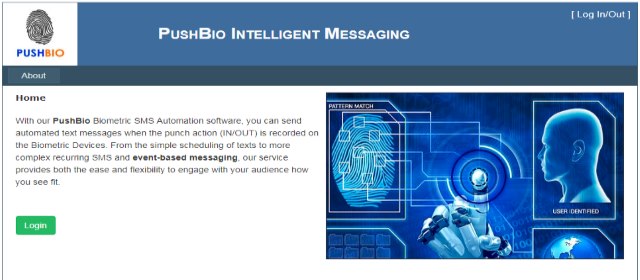 [ Log In/Out ]
PUSHBIO INTELLIGENT MESSAGING
PUSHBIO
About
Home
With our PushBio Biometric SMS Automation software, you can send
automated text messages when the punch action (IN/OUT) is recorded on
the Biometric Devices. From the simple scheduling of texts to more
complex recurring SMS and event-based messaging, our service
provides both the ease and flexibility to engage with your audience how
you see fit.
Login
PATTERN MATCH
USER IDENTIFIED